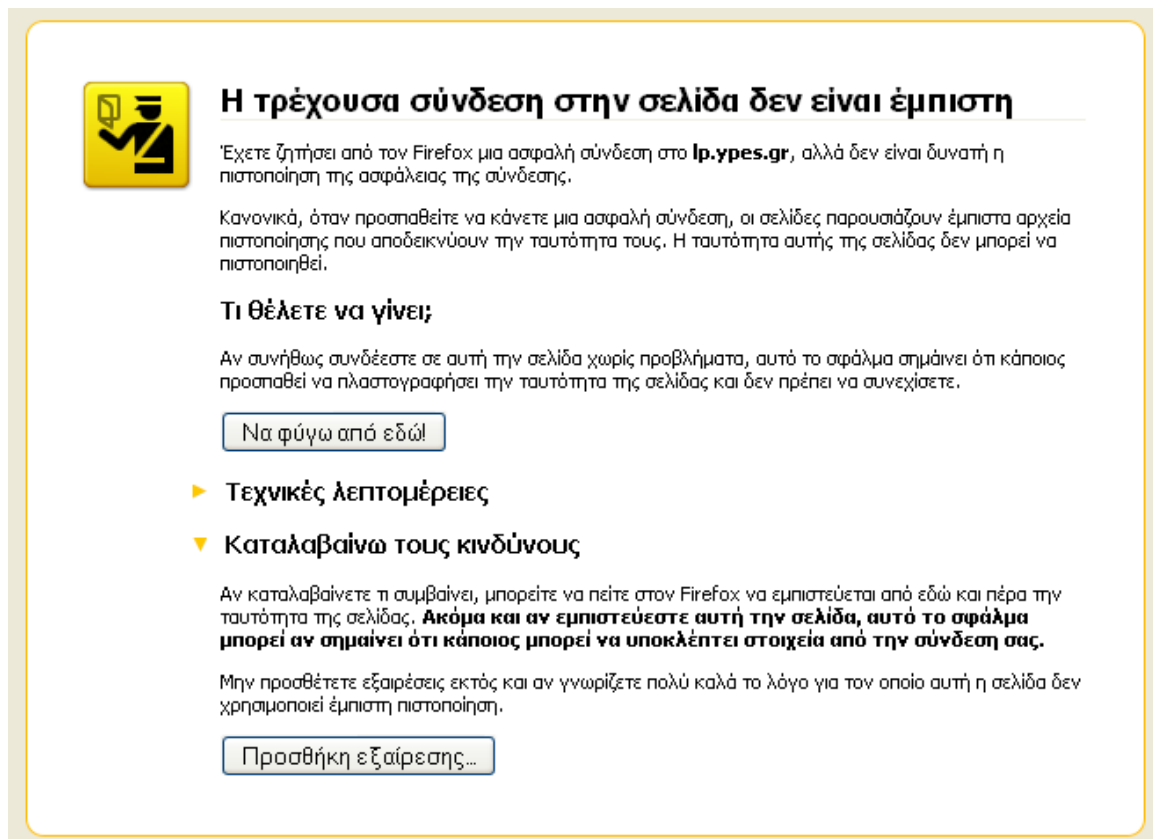 Η τρέχουσα σύνδεση στην σελίδα δεν είναι έμπιστη
Έχετε ζητήσει από τον Firefox μια ασφαλή σύνδεση στο lp.ypes.gr, αλλά δεν είναι δυνατή η
πιστοποίηση της ασφάλειας της σύνδεσης.
Κανονικά, όταν προσπαθείτε να κάνετε μια ασφαλή σύνδεση, οι σελίδες παρουσιάζουν έμπιστα αρχεία
πιστοποίησης που αποδεικνύουν την ταυτότητα τους. Η ταυτότητα αυτής της σελίδας δεν μπορεί να
πιστοποιηθεί.
Τι θέλετε να γίνει;
Αν συνήθως συνδέεστε σε αυτή την σελίδα χωρίς προβλήματα, αυτό το σφάλμα σημάινει ότι κάποιος
προσπαθεί να πλαστογραφήσει την ταυτότητα της σελίδας και δεν πρέπει να συνεχίσετε.
Να φύγω από εδώ!
Τεχνικές λεπτομέρειες
Καταλαβαίνω τους κινδύνους
Αν καταλαβαίνετε τι συμβαίνει, μπορείτε να πείτε στον Firefox να εμπιστεύεται από εδώ και πέρα την
ταυτότητα της σελίδας. Ακόμα και αν εμπιστεύεστε αυτή την σελίδα, αυτό το σφάλμα
μπορεί αν σημαίνει ότι κάποιος μπορεί να υποκλέπτει στοιχεία από την σύνδεση σας.
Μην προσθέτετε εξαιρέσεις εκτός και αν γνωρίζετε πολύ καλά το λόγο για τον οποίο αυτή η σελίδα δεν
χρησιμοποιεί έμπιστη πιστοποίηση.
Προσθήκη εξαίρεσης...